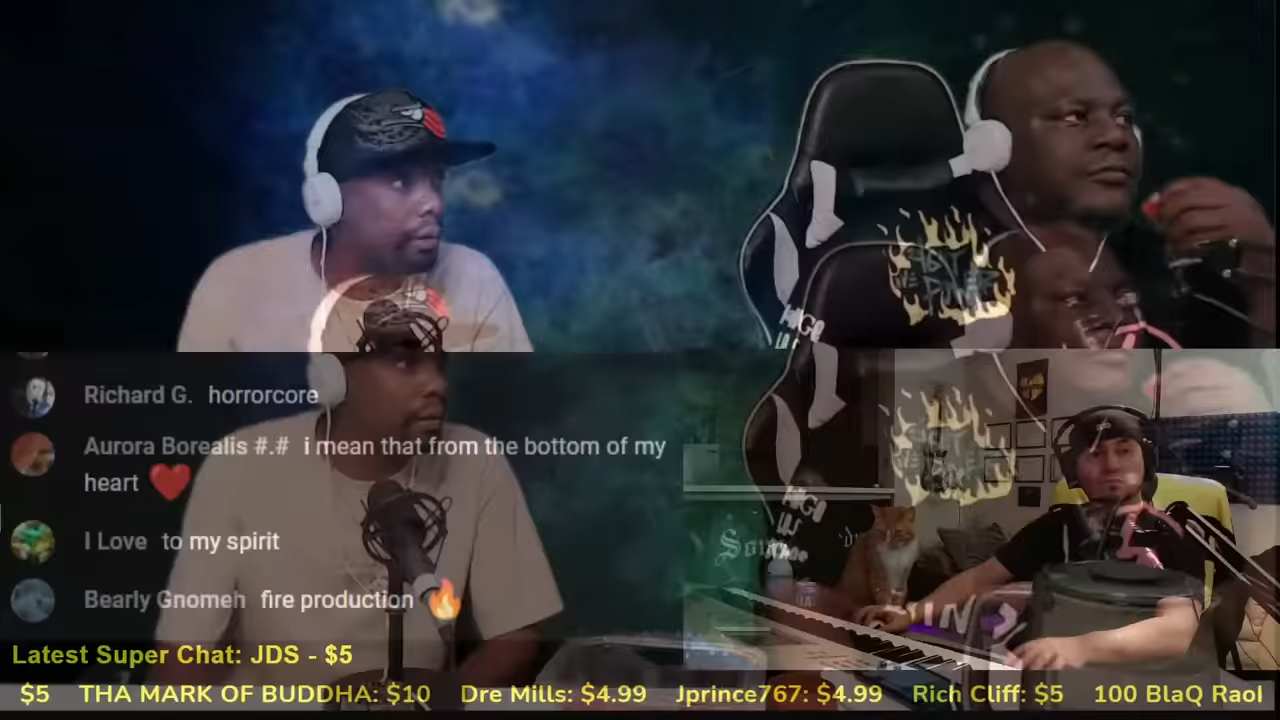 Richard G. horrorcore
Aurora Borealis #.# i mean that from the bottom of my
heart ❤️
I Love to my spirit
Bearly Gnomeh fire production 🔥
Latest Super Chat: JDS - $5
$5 THA MARK OF BUDDHA: $10 Dre Mills: $4.99 Jprince767: $4.99 Rich Cliff: $5 100 BlaQ Raol